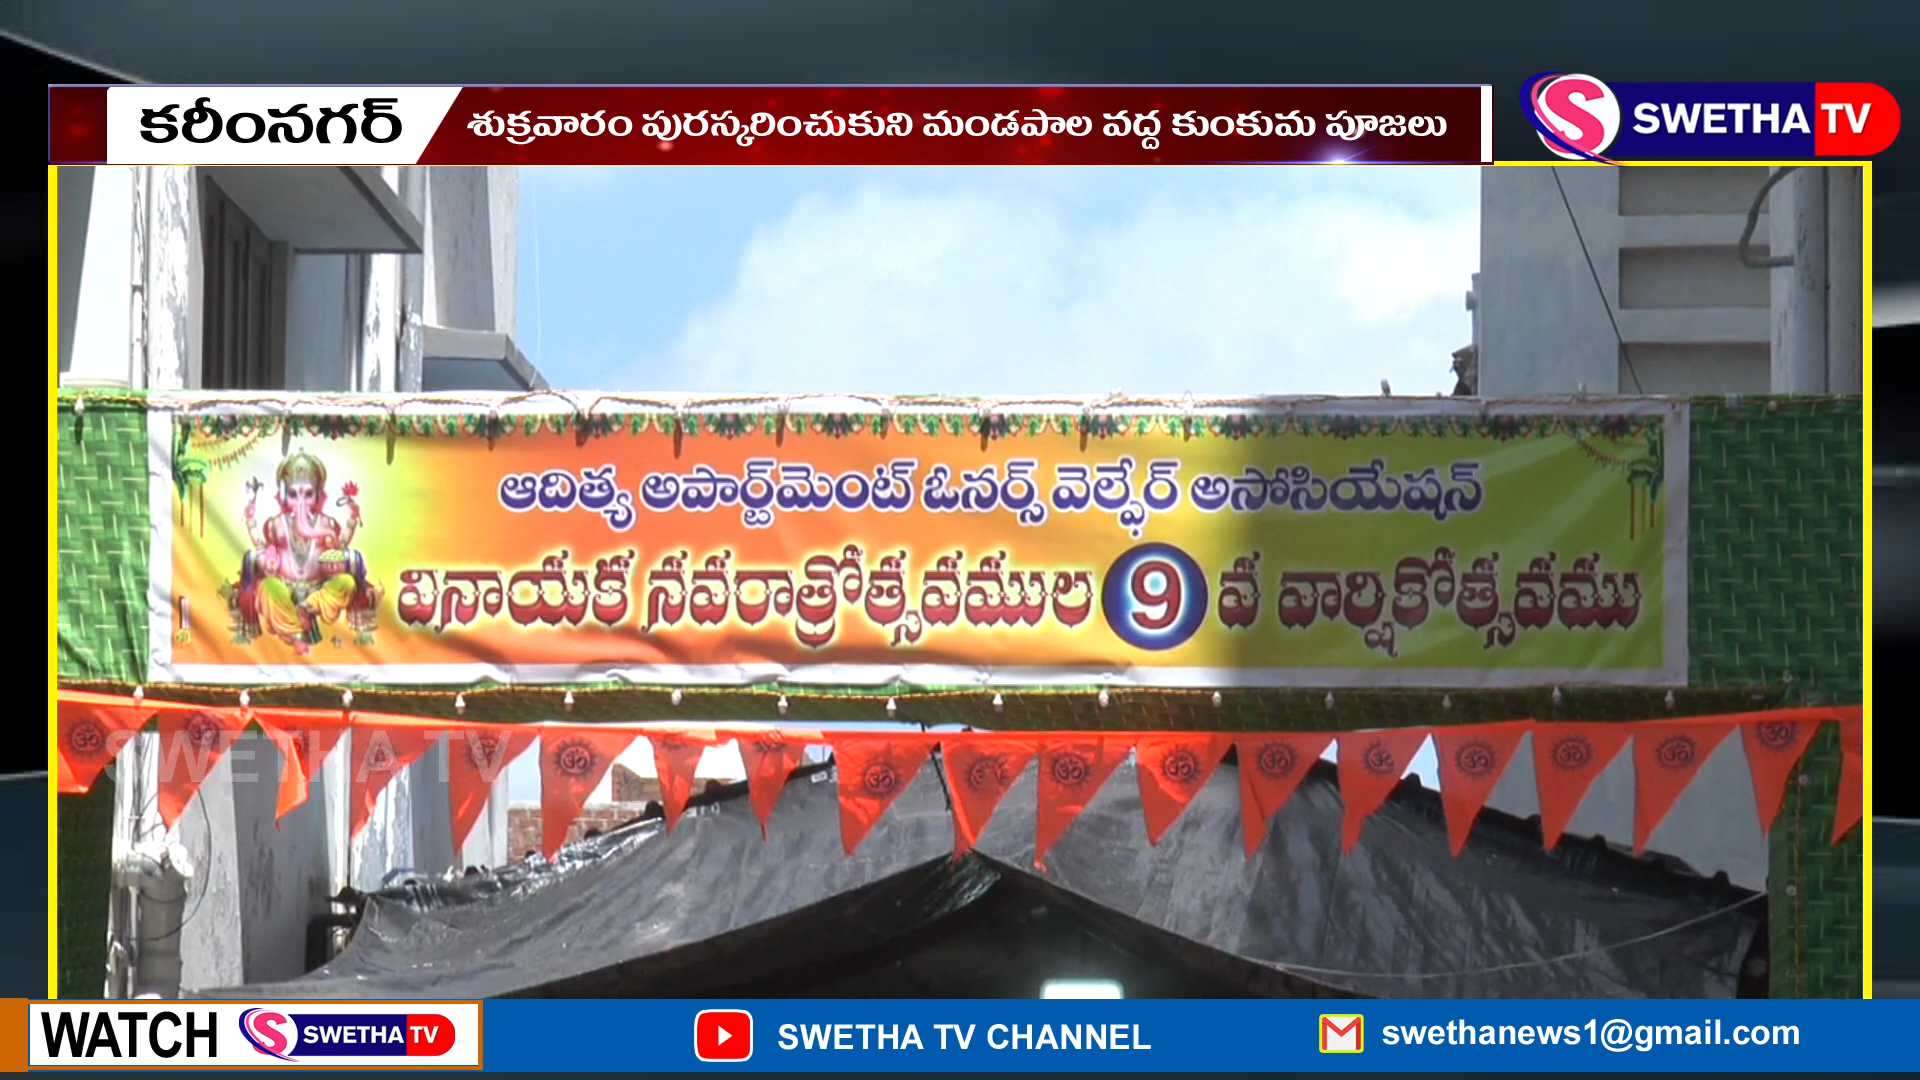 కరీంనగర్
శుక్రవారం పురస్కరించుకుని మండపాల వద్ద కుంకుమ పూజలు
S SWETHA TV
ఆదిత్య అపార్ట్‌మెంట్ ఓనర్స్ వెల్ఫేర్ అసోసియేషన్
వినాయక నవరాత్రోత్సవముల 9 వ వార్షికోత్సవము
SWETHA TV
ॐ ॐ ॐ ॐ ॐ ॐ ॐ ॐ ॐ ॐ ॐ ॐ ॐ ॐ ॐ ॐ
WATCH S SWETHA TV
SWETHA TV CHANNEL
swethanews1@gmail.com